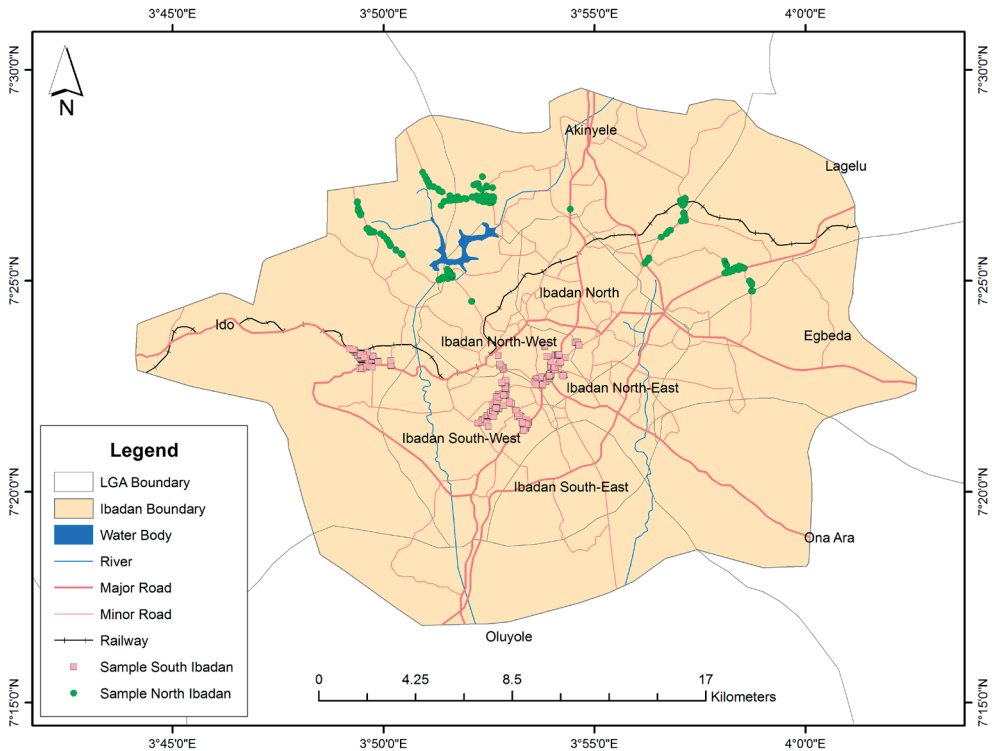 3°45'0"E 3°50'0"E 3°55'0"E 4°0'0"E
7°30'0"N 7°30'0"N
N
Akinyele
Lagelu
7°25'0"N 7°25'0"N
Ibadan North
Ido
Egbeda
Ibadan North-West
Ibadan North-East
Ibadan South-West
Legend
LGA Boundary
Ibadan Boundary
Water Body
River
Major Road
Minor Road
Railway
Sample South Ibadan
Sample North Ibadan
Ibadan South-East
7°20'0"N 7°20'0"N
Ona Ara
Oluyole
0 4.25 8.5 17
Kilometers
7°15'0"N 7°15'0"N
3°45'0"E 3°50'0"E 3°55'0"E 4°0'0"E